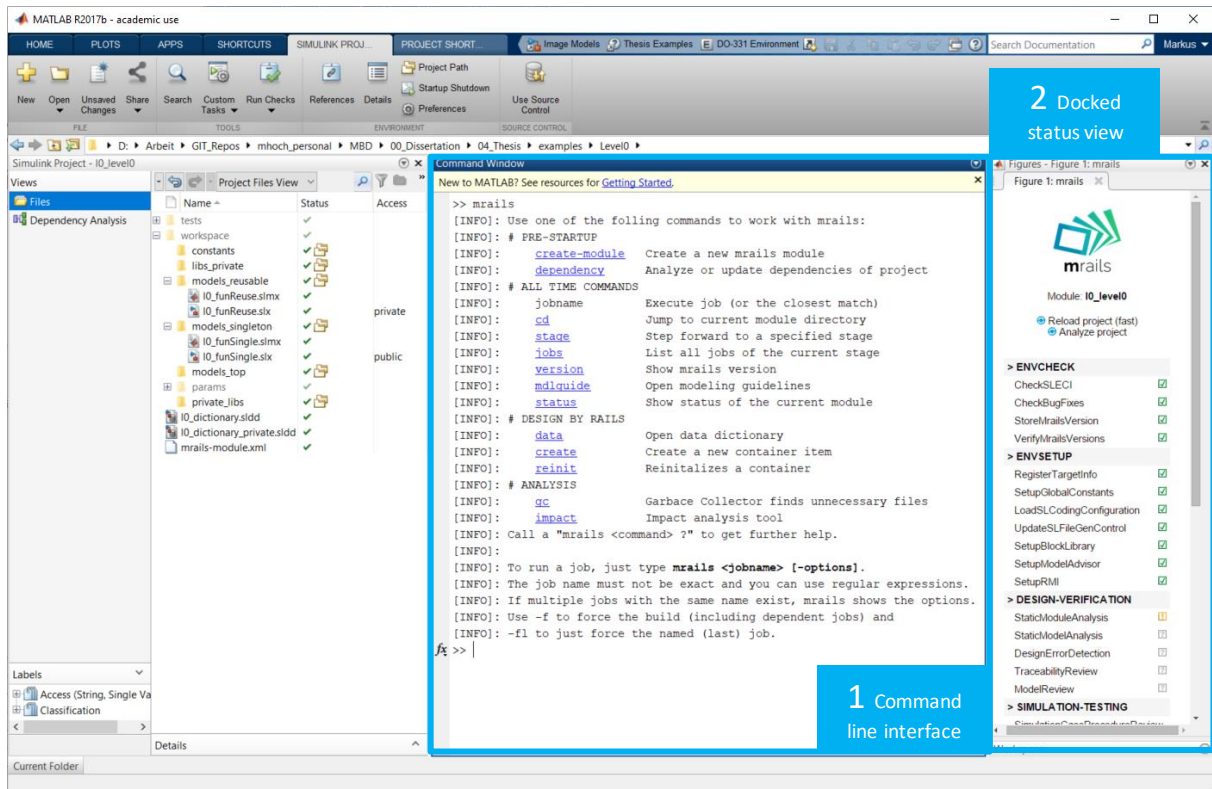 MATLAB R2017b - academic use
HOME PLOTS APPS SHORTCUTS SIMULINK PROJ... PROJECT SHORT... Image Models Thesis Examples E DO-331 Environment Search Documentation Markus
New Open Unsaved Changes Share Search Custom Tasks Run Checks References Details Project Path Startup Shutdown Preferences Use Source Control
FILE TOOLS ENVIRONMENT SOURCE CONTROL
2 Docked
status view
D: Arbeit GIT_Repos mhoch_personal MBD 00_Dissertation 04_Thesis examples Level0
Simulink Project - l0_level0
Views
Files
Dependency Analysis
Project Files View
Name Status Access
tests
workspace
constants
libs_private
models_reusable
l0_funReuse.slmx
l0_funReuse.slx private
models_singleton
l0_funSingle.slmx
l0_funSingle.slx public
models_top
params
private_libs
l0_dictionary.sldd
l0_dictionary_private.sldd
mrails-module.xml
Labels
Access (String, Single Va
Classification
Details
Current Folder
Command Window
New to MATLAB? See resources for Getting Started.
>> mrails
[INFO]: Use one of the folling commands to work with mrails:
[INFO]: # PRE-STARTUP
[INFO]: create-module Create a new mrails module
[INFO]: dependency Analyze or update dependencies of project
[INFO]: # ALL TIME COMMANDS
[INFO]: jobname Execute job (or the closest match)
[INFO]: cd Jump to current module directory
[INFO]: stage Step forward to a specified stage
[INFO]: jobs List all jobs of the current stage
[INFO]: version Show mrails version
[INFO]: mdlguide Open modeling guidelines
[INFO]: status Show status of the current module
[INFO]: # DESIGN BY RAILS
[INFO]: data Open data dictionary
[INFO]: create Create a new container item
[INFO]: reinit Reinitalizes a container
[INFO]: # ANALYSIS
[INFO]: gc Garbace Collector finds unnecessary files
[INFO]: impact Impact analysis tool
[INFO]: Call a "mrails <command> ?" to get further help.
[INFO]:
[INFO]: To run a job, just type mrails <jobname> [-options].
[INFO]: The job name must not be exact and you can use regular expressions.
[INFO]: If multiple jobs with the same name exist, mrails shows the options.
[INFO]: Use -f to force the build (including dependent jobs) and
[INFO]: -fl to just force the named (last) job.
fx >>
1 Command
line interface
Figures - Figure 1: mrails
Figure 1: mrails
mrails
Module: l0_level0
Reload project (fast)
Analyze project
> ENVCHECK
CheckSLECI
CheckBugFixes
StoreMrailsVersion
VerifyMrailsVersions
> ENVSETUP
RegisterTargetInfo
SetupGlobalConstants
LoadSLCodingConfiguration
UpdateSLFileGenControl
SetupBlockLibrary
SetupModelAdvisor
SetupRMI
> DESIGN-VERIFICATION
StaticModuleAnalysis
StaticModelAnalysis
DesignErrorDetection
TraceabilityReview
ModelReview
> SIMULATION-TESTING